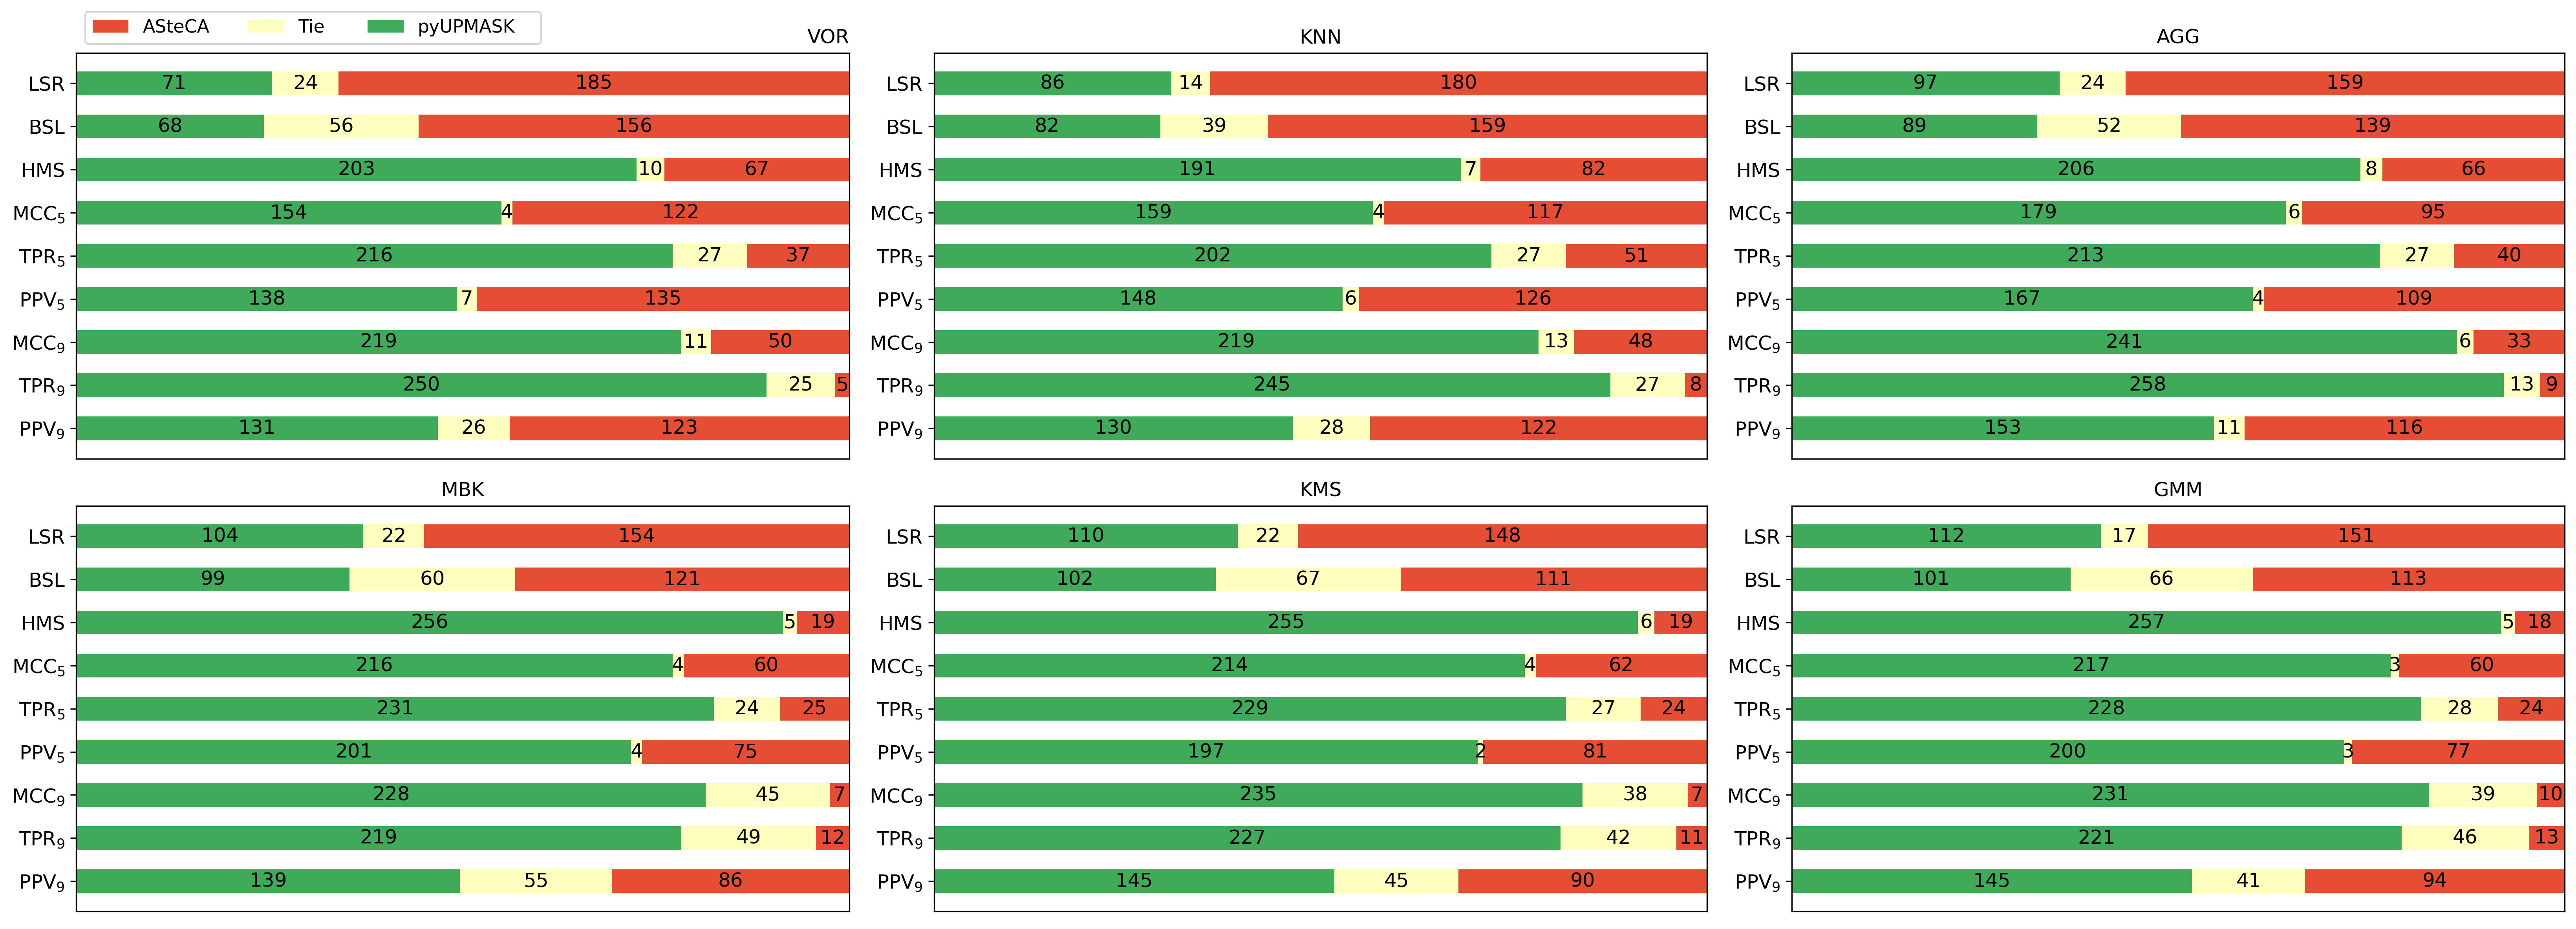 ASteCA Tie pyUPMASK
VOR
LSR 71 24 185
BSL 68 56 156
HMS 203 10 67
MCC₅ 154 4 122
TPR₅ 216 27 37
PPV₅ 138 7 135
MCC₉ 219 11 50
TPR₉ 250 25 5
PPV₉ 131 26 123
KNN
LSR 86 14 180
BSL 82 39 159
HMS 191 7 82
MCC₅ 159 4 117
TPR₅ 202 27 51
PPV₅ 148 6 126
MCC₉ 219 13 48
TPR₉ 245 27 8
PPV₉ 130 28 122
AGG
LSR 97 24 159
BSL 89 52 139
HMS 206 8 66
MCC₅ 179 6 95
TPR₅ 213 27 40
PPV₅ 167 4 109
MCC₉ 241 6 33
TPR₉ 258 13 9
PPV₉ 153 11 116
MBK
LSR 104 22 154
BSL 99 60 121
HMS 256 5 19
MCC₅ 216 4 60
TPR₅ 231 24 25
PPV₅ 201 4 75
MCC₉ 228 45 7
TPR₉ 219 49 12
PPV₉ 139 55 86
KMS
LSR 110 22 148
BSL 102 67 111
HMS 255 6 19
MCC₅ 214 4 62
TPR₅ 229 27 24
PPV₅ 197 2 81
MCC₉ 235 38 7
TPR₉ 227 42 11
PPV₉ 145 45 90
GMM
LSR 112 17 151
BSL 101 66 113
HMS 257 5 18
MCC₅ 217 3 60
TPR₅ 228 28 24
PPV₅ 200 3 77
MCC₉ 231 39 10
TPR₉ 221 46 13
PPV₉ 145 41 94